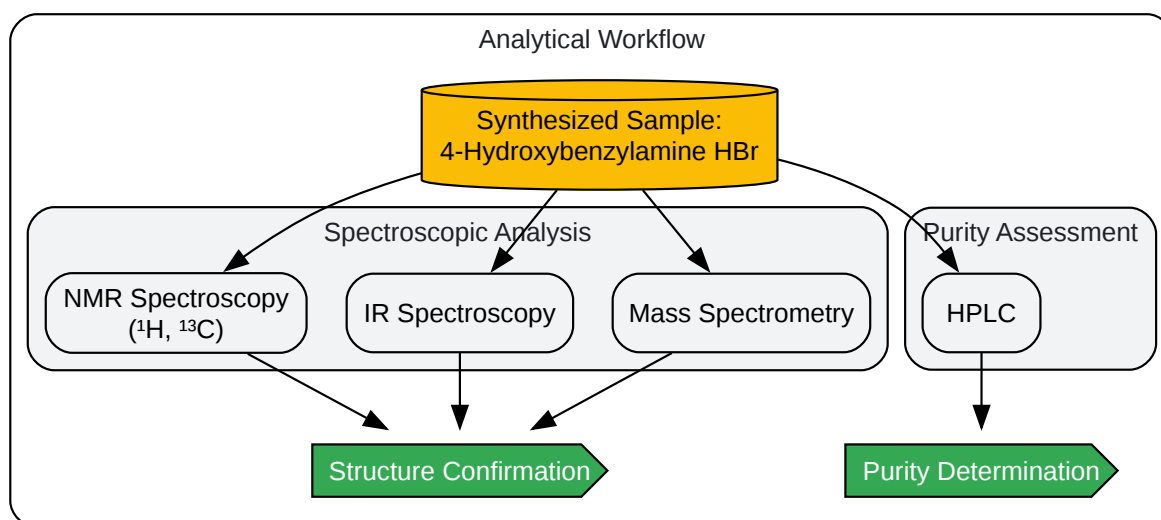 Analytical Workflow
Synthesized Sample:
4-Hydroxybenzylamine HBr
Spectroscopic Analysis
Purity Assessment
NMR Spectroscopy
(¹H, ¹³C)
IR Spectroscopy
Mass Spectrometry
HPLC
Structure Confirmation
Purity Determination